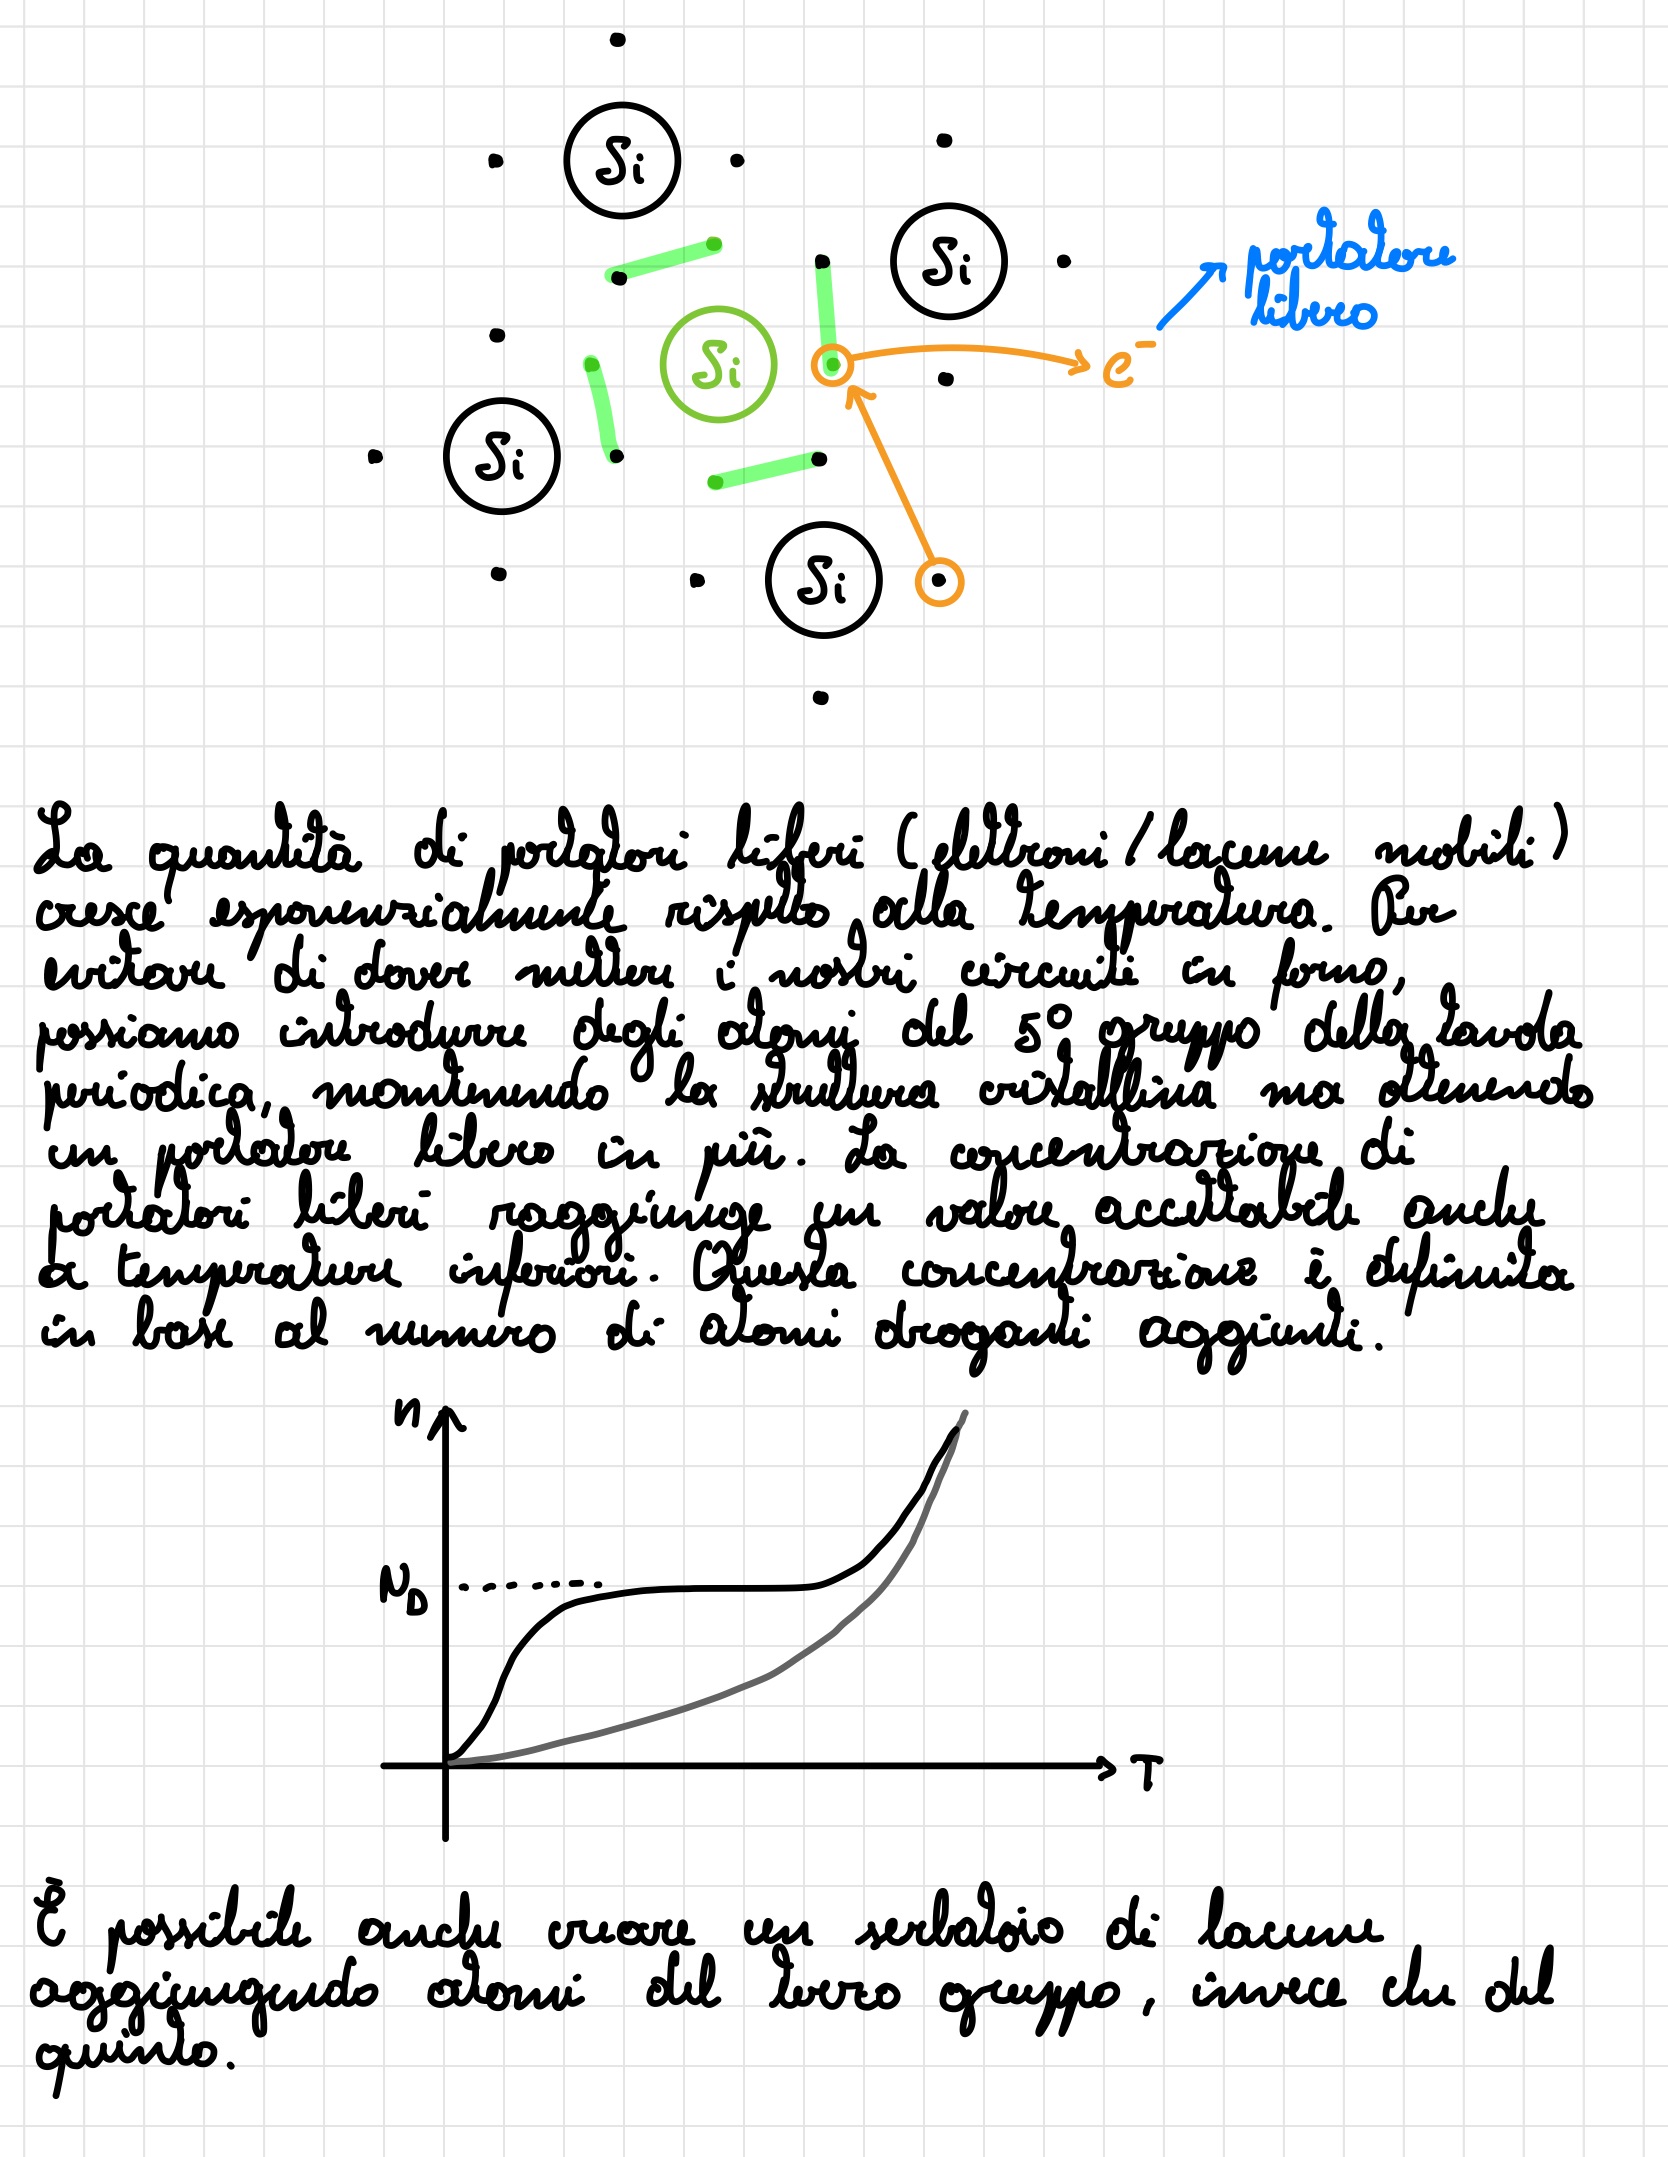 Si
Si
portatore
libero
Si
e⁻
Si
Si
La quantità di portatori liberi (elettroni/lacune mobili)
cresce esponenzialmente rispetto alla temperatura. Per
evitare di dover mettere i nostri circuiti in forno,
possiamo introdurre degli atomi del 5° gruppo della tavola
periodica, mantenendo la struttura cristallina ma ottenendo
un portatore libero in più. La concentrazione di
portatori liberi raggiunge un valore accettabile anche
a temperature inferiori. Questa concentrazione è definita
in base al numero di atomi droganti aggiunti.
n
N_D
T
È possibile anche creare un serbatoio di lacune
aggiungendo atomi del terzo gruppo, invece che del
quinto.